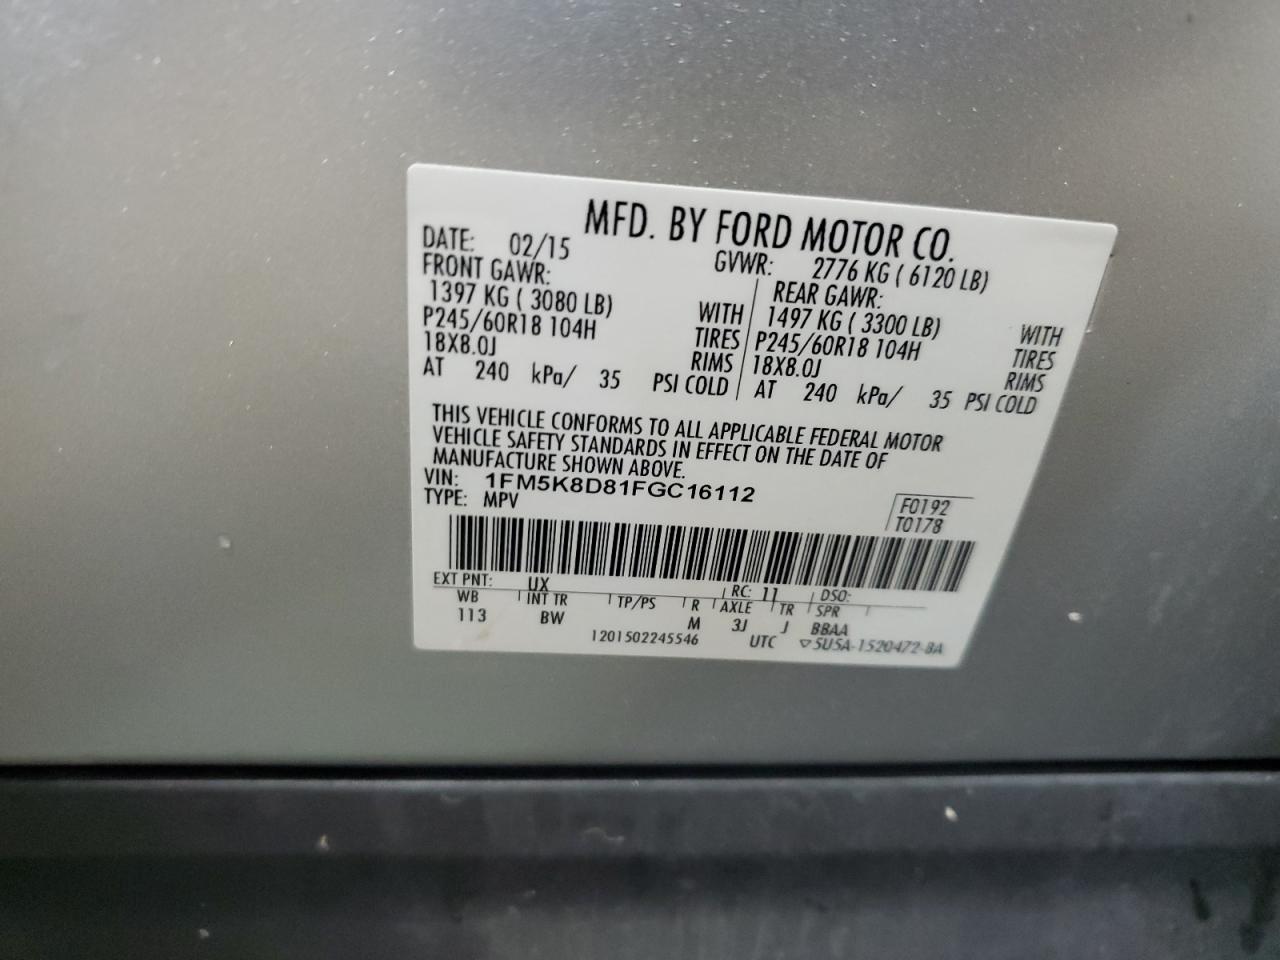 MFD. BY FORD MOTOR CO.
DATE: 02/15 GVWR: 2776 KG ( 6120 LB)
FRONT GAWR: REAR GAWR:
1397 KG ( 3080 LB) WITH 1497 KG ( 3300 LB) WITH
P245/60R18 104H TIRES P245/60R18 104H TIRES
18X8.0J RIMS 18X8.0J RIMS
AT 240 kPa/ 35 PSI COLD AT 240 kPa/ 35 PSI COLD
THIS VEHICLE CONFORMS TO ALL APPLICABLE FEDERAL MOTOR
VEHICLE SAFETY STANDARDS IN EFFECT ON THE DATE OF
MANUFACTURE SHOWN ABOVE.
VIN: 1FM5K8D81FGC16112
TYPE: MPV
F0192
T0178
EXT PNT: UX RC: 11 DSO:
WB INT TR TP/PS R AXLE TR SPR
113 BW M 3J J BBAA
1201502245546 UTC ▽5U5A-1520472-BA